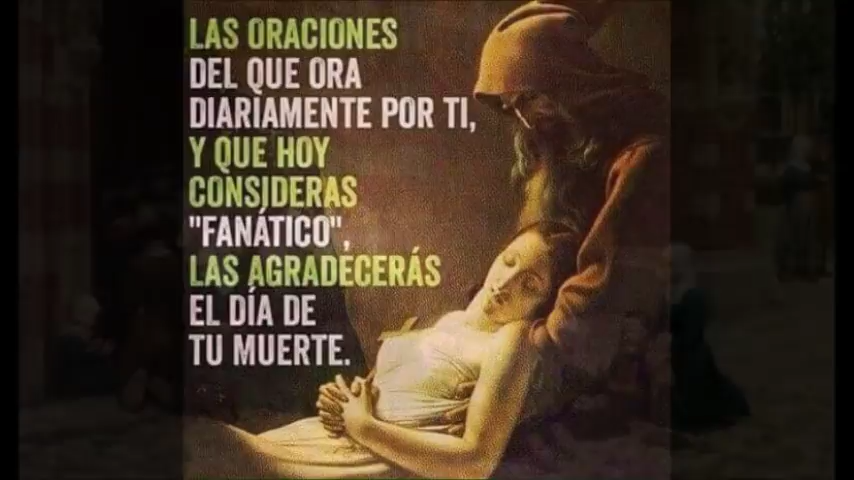 LAS ORACIONES
DEL QUE ORA
DIARIAMENTE POR TI,
Y QUE HOY
CONSIDERAS
"FANÁTICO",
LAS AGRADECERÁS
EL DÍA DE
TU MUERTE.